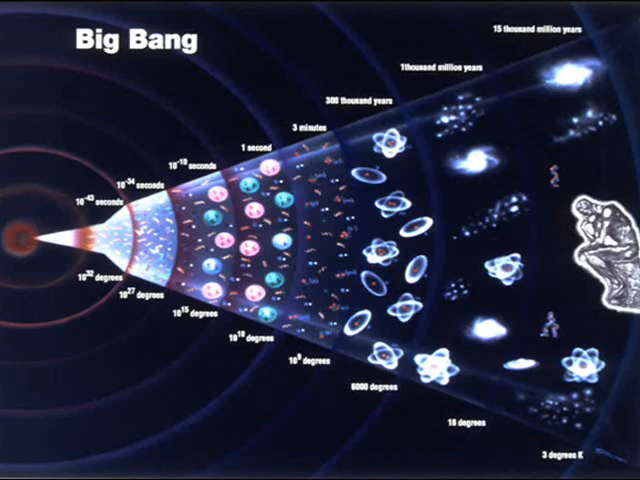 Big Bang
15 thousand million years
1thousand million years
300 thousand years
3 minutes
1 second
10⁻¹⁰ seconds
10⁻³⁴ seconds
10⁻⁴³ seconds
10³² degrees
10²⁷ degrees
10¹⁵ degrees
10¹⁰ degrees
10⁹ degrees
6000 degrees
18 degrees
3 degrees K